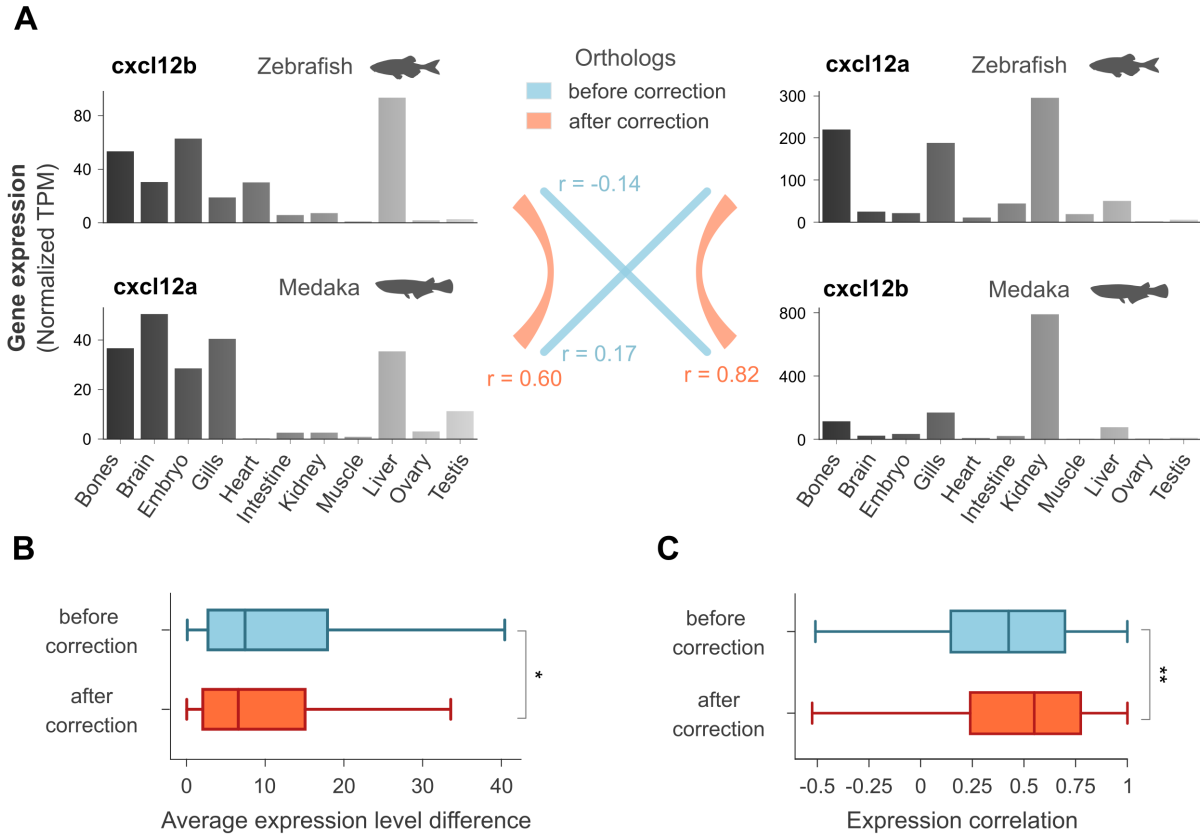 A
cxcl12b Zebrafish
Orthologs
before correction
after correction
cxcl12a Zebrafish
Gene expression
(Normalized TPM)
80
40
0
300
200
100
0
r = -0.14
r = 0.17
r = 0.60
r = 0.82
cxcl12a Medaka
40
20
0
Bones
Brain
Embryo
Gills
Heart
Intestine
Kidney
Muscle
Liver
Ovary
Testis
cxcl12b Medaka
800
400
0
Bones
Brain
Embryo
Gills
Heart
Intestine
Kidney
Muscle
Liver
Ovary
Testis
B
before
correction
after
correction
*
0 10 20 30 40
Average expression level difference
C
before
correction
after
correction
**
-0.5 -0.25 0 0.25 0.5 0.75 1
Expression correlation